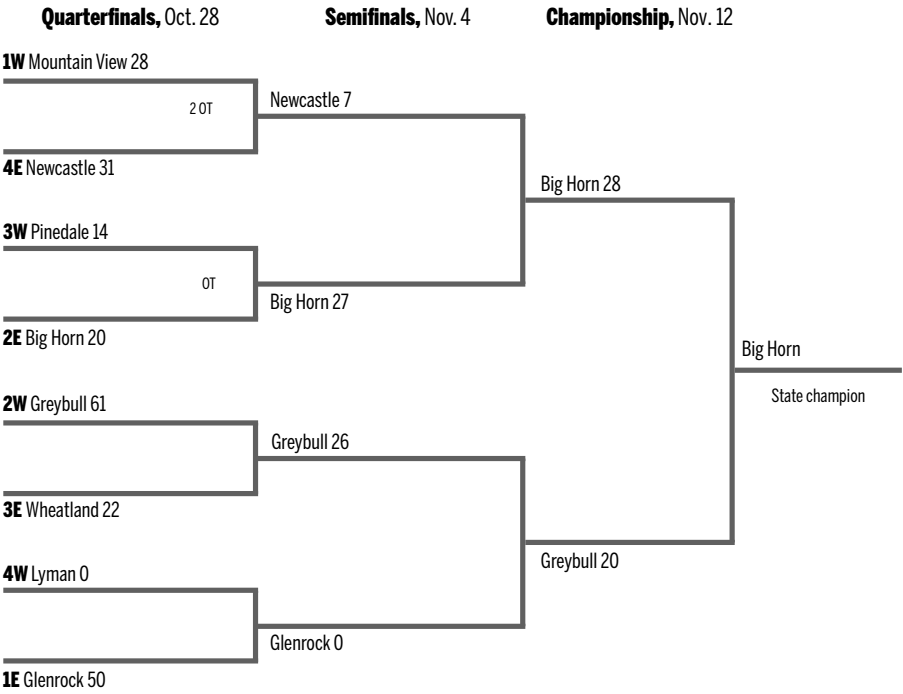 Quarterfinals, Oct. 28
Semifinals, Nov. 4
Championship, Nov. 12
1W Mountain View 28
2 OT
4E Newcastle 31
3W Pinedale 14
OT
2E Big Horn 20
2W Greybull 61
3E Wheatland 22
4W Lyman 0
1E Glenrock 50
Newcastle 7
Big Horn 27
Greybull 26
Glenrock 0
Big Horn 28
Greybull 20
Big Horn
State champion